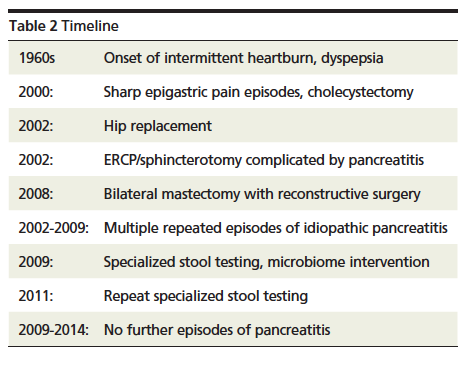 Table 2 Timeline
1960s Onset of intermittent heartburn, dyspepsia
2000: Sharp epigastric pain episodes, cholecystectomy
2002: Hip replacement
2002: ERCP/sphincterotomy complicated by pancreatitis
2008: Bilateral mastectomy with reconstructive surgery
2002-2009: Multiple repeated episodes of idiopathic pancreatitis
2009: Specialized stool testing, microbiome intervention
2011: Repeat specialized stool testing
2009-2014: No further episodes of pancreatitis